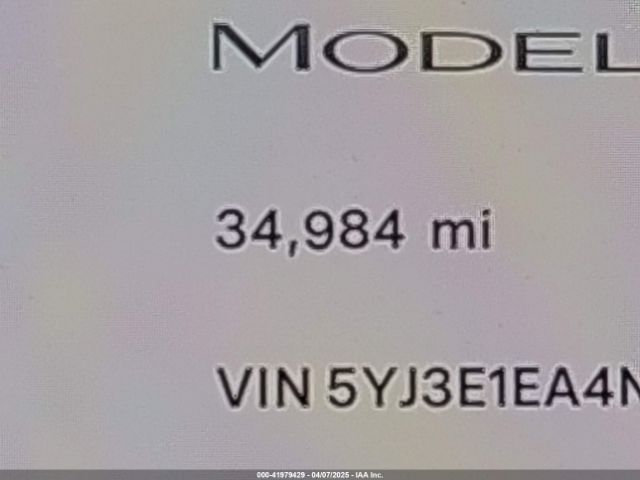 MODEL
34,984 mi
VIN 5YJ3E1EA4N
000-41979429 - 04/07/2025 - IAA Inc.